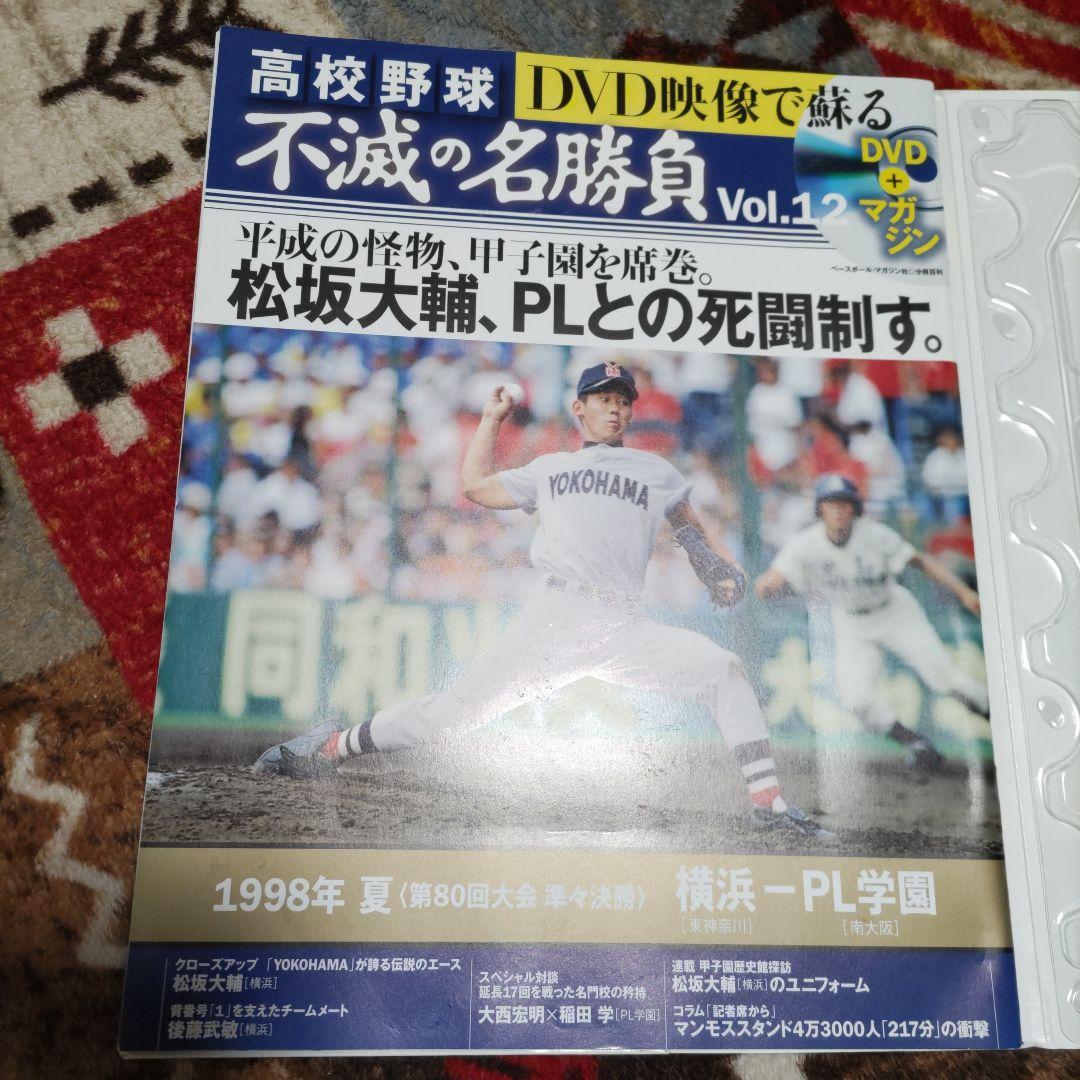 高校野球 DVD映像で蘇る
不滅の名勝負 Vol.12
DVD
+
マガ
ジン
ベースボール・マガジン社◇分冊百科
平成の怪物、甲子園を席巻。
松坂大輔、PLとの死闘制す。
YOKOHAMA
同和
1998年 夏〈第80回大会 準々決勝〉 横浜ーPL学園
[東神奈川] [南大阪]
クローズアップ 「YOKOHAMA」が誇る伝説のエース
松坂大輔[横浜]
背番号「1」を支えたチームメート
後藤武敏[横浜]
スペシャル対談
延長17回を戦った名門校の矜持
大西宏明×稲田 学[PL学園]
連載 甲子園歴史館探訪
松坂大輔[横浜]のユニフォーム
コラム「記者席から」
マンモススタンド4万3000人「217分」の衝撃